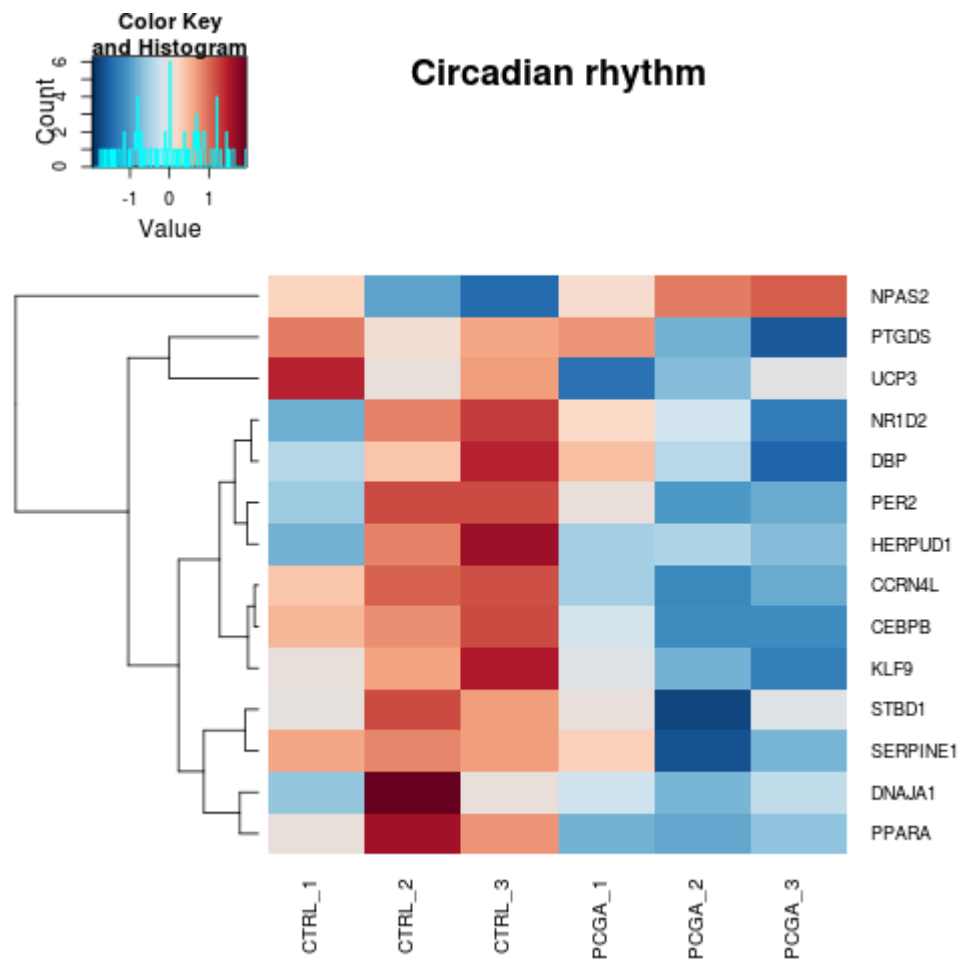 Color Key
and Histogram
Count
0 2 4 6
-1 0 1
Value
Circadian rhythm
NPAS2
PTGDS
UCP3
NR1D2
DBP
PER2
HERPUD1
CCRN4L
CEBPB
KLF9
STBD1
SERPINE1
DNAJA1
PPARA
CTRL_1
CTRL_2
CTRL_3
PCGA_1
PCGA_2
PCGA_3